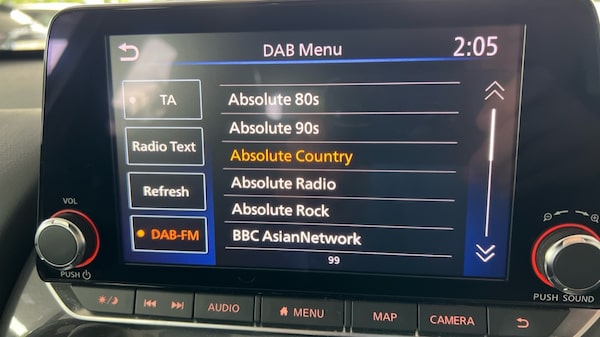 DAB Menu
2:05
TA
Radio Text
Refresh
DAB-FM
Absolute 80s
Absolute 90s
Absolute Country
Absolute Radio
Absolute Rock
BBC AsianNetwork
99
VOL
PUSH
PUSH SOUND
AUDIO
MENU
MAP
CAMERA